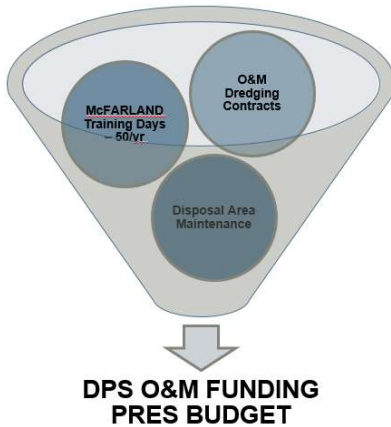 McFARLAND
Training Days
– 50/yr
O&M
Dredging
Contracts
Disposal Area
Maintenance
DPS O&M FUNDING
PRES BUDGET